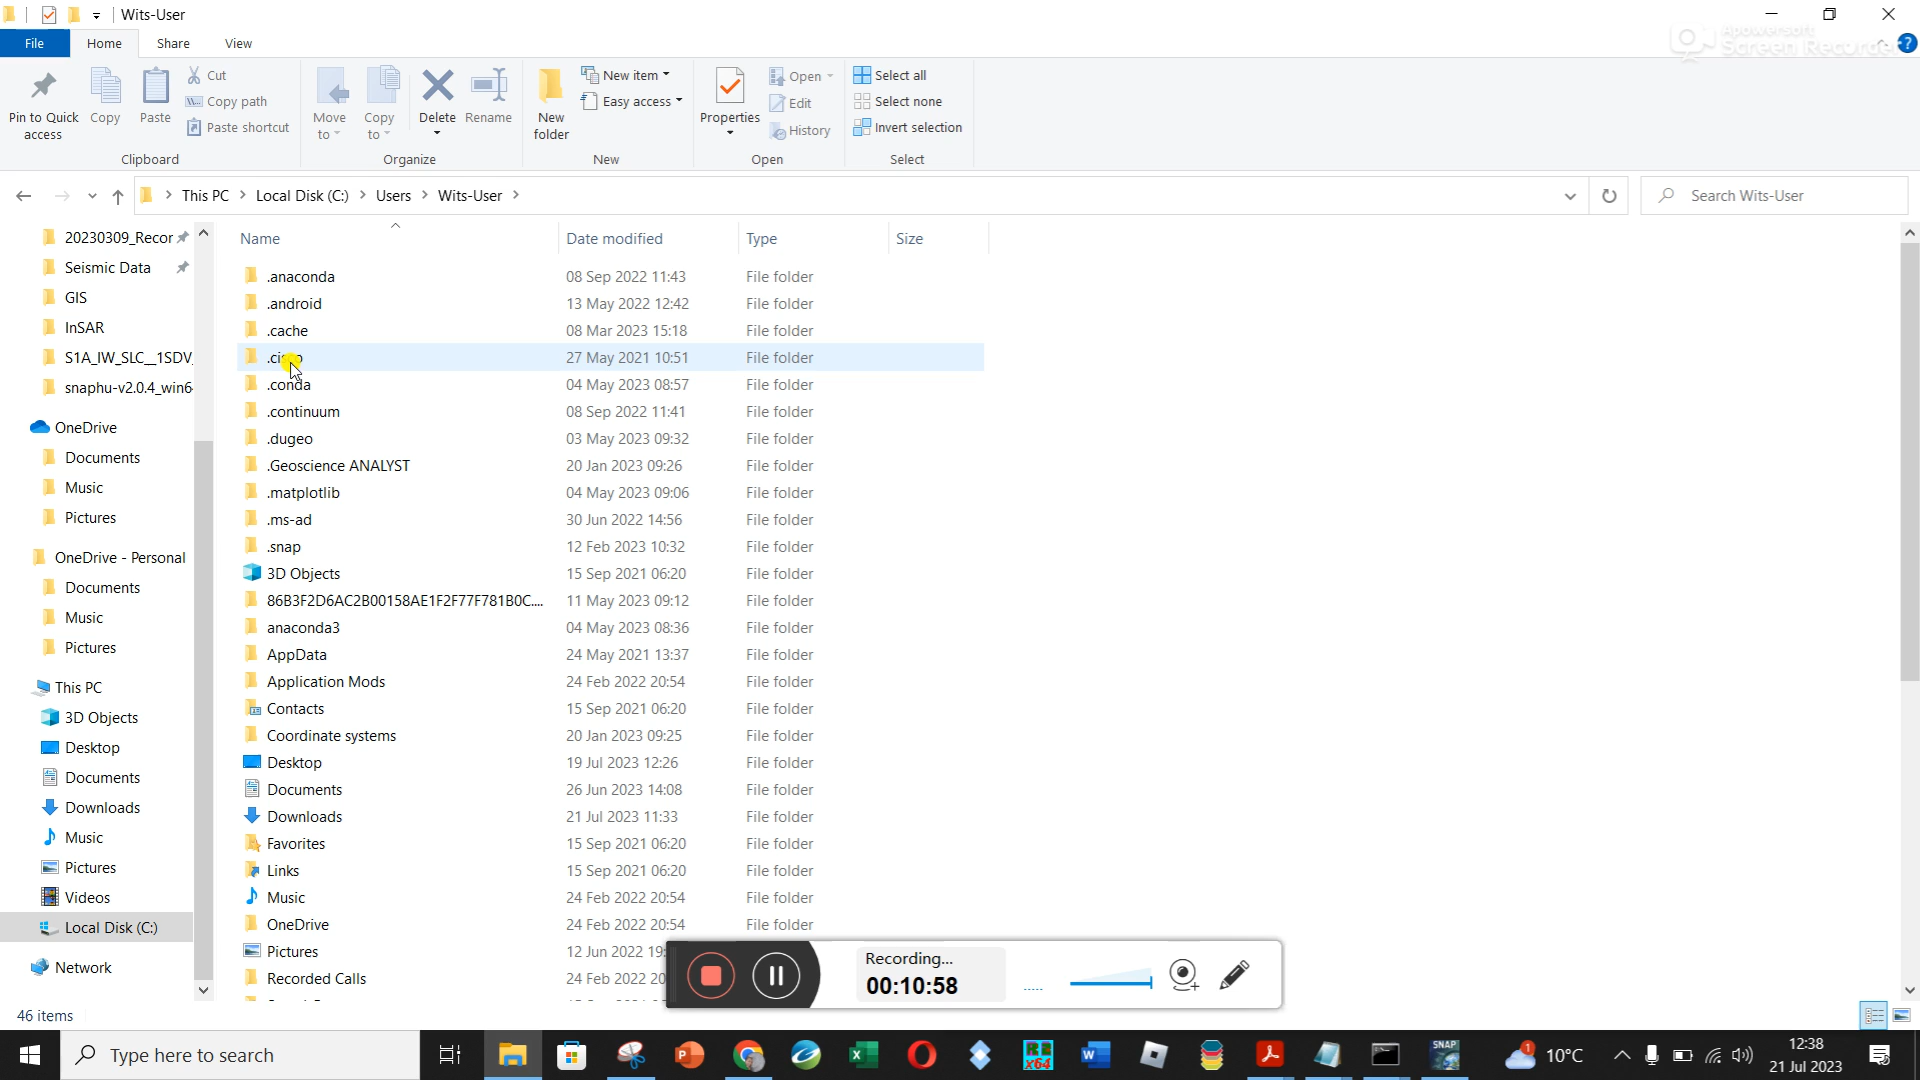 Wits-User
File
Home
Share
View
Apowersoft
Screen Recorder
Pin to Quick access
Copy
Paste
Cut
Copy path
Paste shortcut
Clipboard
Move to
Copy to
Delete
Rename
Organize
New folder
New item
Easy access
New
Properties
Open
Edit
History
Open
Select all
Select none
Invert selection
Select
This PC > Local Disk (C:) > Users > Wits-User >
Search Wits-User
20230309_Recor
Seismic Data
GIS
InSAR
S1A_IW_SLC__1SDV
snaphu-v2.0.4_win6
OneDrive
Documents
Music
Pictures
OneDrive - Personal
Documents
Music
Pictures
This PC
3D Objects
Desktop
Documents
Downloads
Music
Pictures
Videos
Local Disk (C:)
Network
Name Date modified Type Size
.anaconda 08 Sep 2022 11:43 File folder
.android 13 May 2022 12:42 File folder
.cache 08 Mar 2023 15:18 File folder
27 May 2021 10:51 File folder
.conda 04 May 2023 08:57 File folder
.continuum 08 Sep 2022 11:41 File folder
.dugeo 03 May 2023 09:32 File folder
.Geoscience ANALYST 20 Jan 2023 09:26 File folder
.matplotlib 04 May 2023 09:06 File folder
.ms-ad 30 Jun 2022 14:56 File folder
.snap 12 Feb 2023 10:32 File folder
3D Objects 15 Sep 2021 06:20 File folder
86B3F2D6AC2B00158AE1F2F77F781B0C.... 11 May 2023 09:12 File folder
anaconda3 04 May 2023 08:36 File folder
AppData 24 May 2021 13:37 File folder
Application Mods 24 Feb 2022 20:54 File folder
Contacts 15 Sep 2021 06:20 File folder
Coordinate systems 20 Jan 2023 09:25 File folder
Desktop 19 Jul 2023 12:26 File folder
Documents 26 Jun 2023 14:08 File folder
Downloads 21 Jul 2023 11:33 File folder
Favorites 15 Sep 2021 06:20 File folder
Links 15 Sep 2021 06:20 File folder
Music 24 Feb 2022 20:54 File folder
OneDrive 24 Feb 2022 20:54 File folder
Pictures 12 Jun 2022 19:
Recorded Calls 24 Feb 2022 20
Recording...
00:10:58
46 items
Type here to search
R2
x64
SNAP
1
10°C
12:38
21 Jul 2023